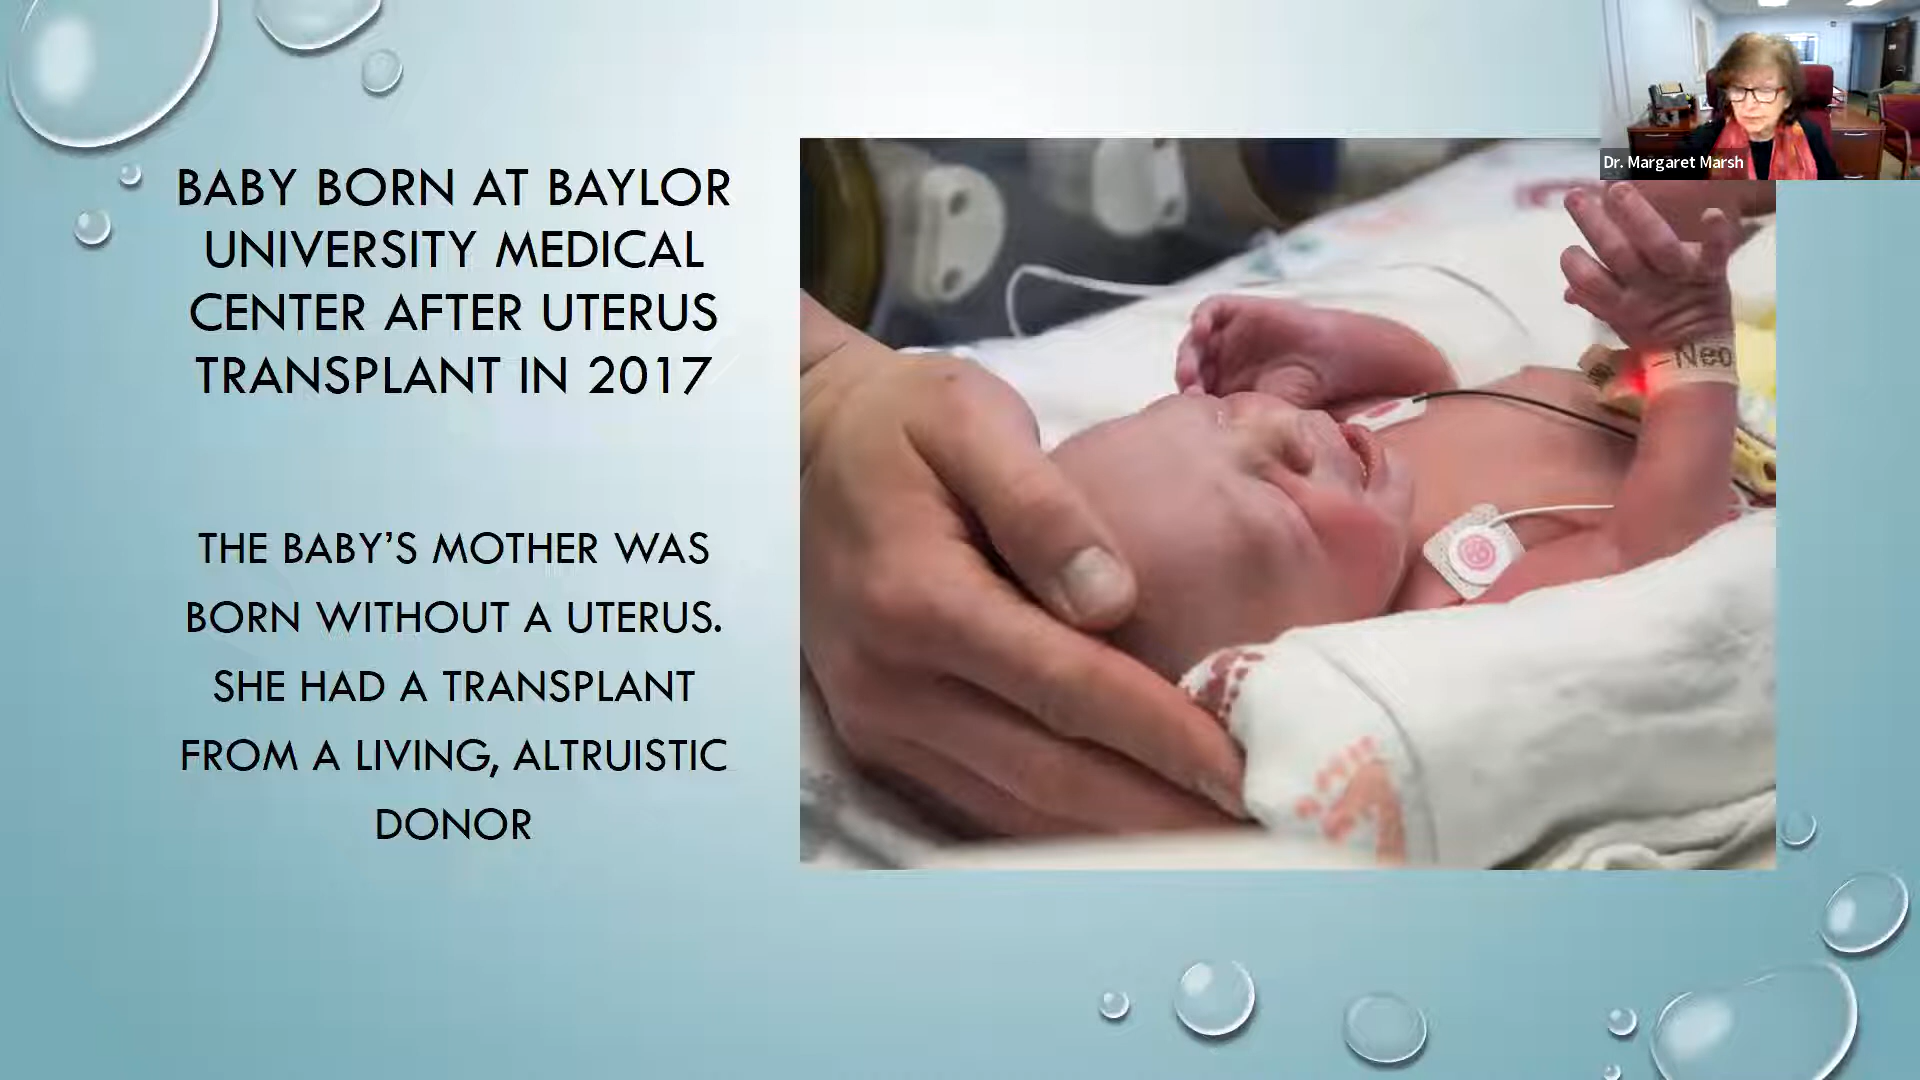 Dr. Margaret Marsh
BABY BORN AT BAYLOR
UNIVERSITY MEDICAL
CENTER AFTER UTERUS
TRANSPLANT IN 2017
THE BABY’S MOTHER WAS
BORN WITHOUT A UTERUS.
SHE HAD A TRANSPLANT
FROM A LIVING, ALTRUISTIC
DONOR
-Neo